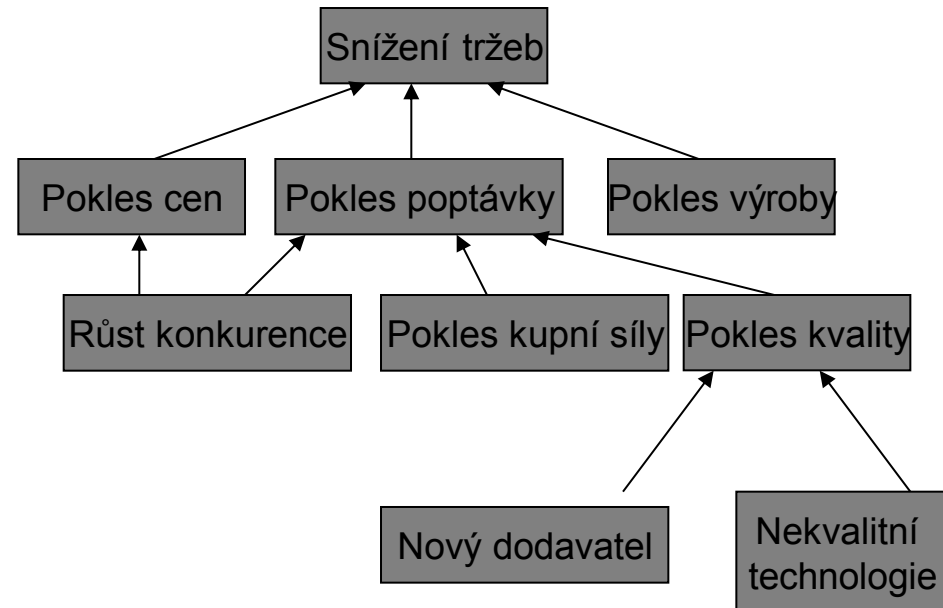 Snížení tržeb
Pokles cen
Pokles poptávky
Pokles výroby
Růst konkurence
Pokles kupní síly
Pokles kvality
Nový dodavatel
Nekvalitní
technologie